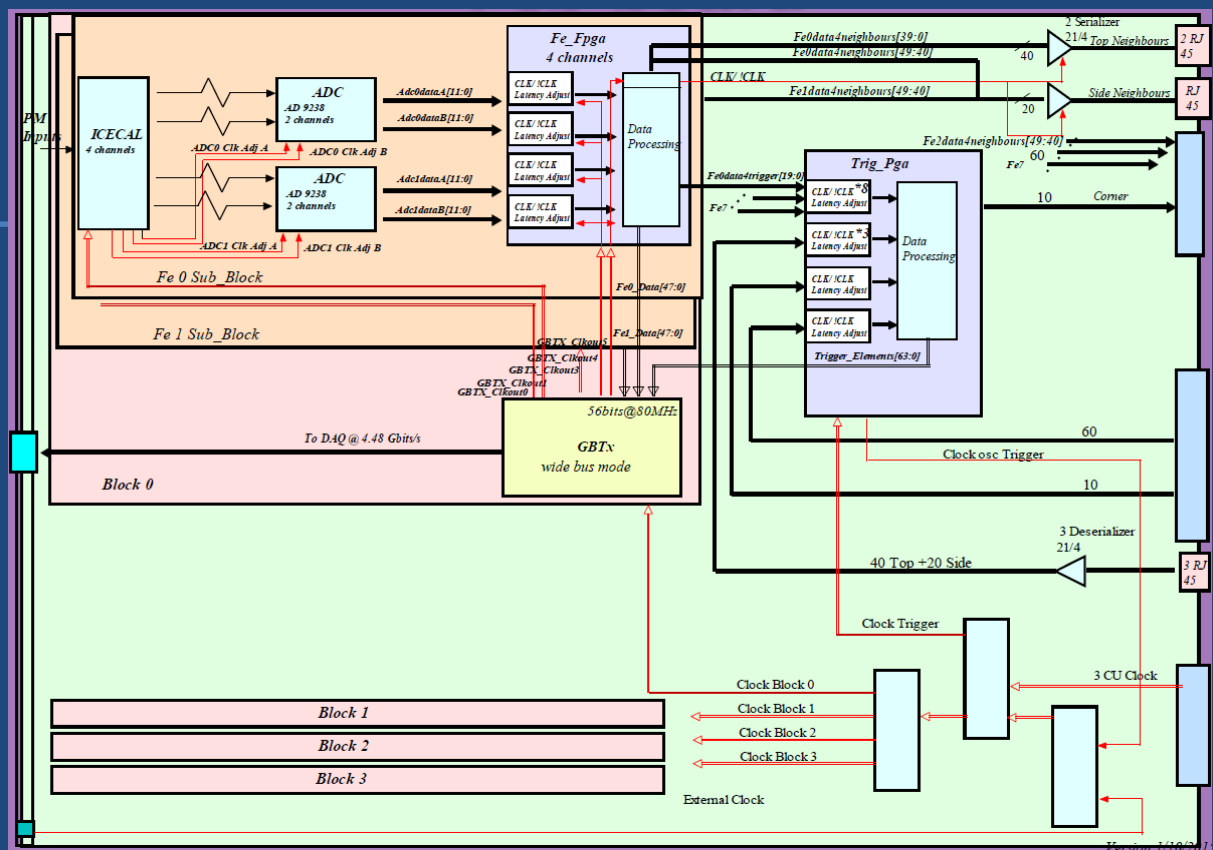 2 Serializer
21/4
Top Neighbours
2 RJ
45
Fe0data4neighbours[39:0]
40
Fe0data4neighbours[49:40]
CLK/ !CLK
Fe1data4neighbours[49:40]
20
Side Neighbours
RJ
45
Fe2data4neighbours[49:40]
60
Fe7
Fe_Fpga
4 channels
CLK/ !CLK
Latency Adjust
CLK/ !CLK
Latency Adjust
CLK/ !CLK
Latency Adjust
CLK/ !CLK
Latency Adjust
Data
Processing
PM
Inputs
ICECAL
4 channels
ADC
AD 9238
2 channels
Adc0dataA[11:0]
Adc0dataB[11:0]
ADC0 Clk Adj A
ADC0 Clk Adj B
ADC
AD 9238
2 channels
Adc1dataA[11:0]
Adc1dataB[11:0]
ADC1 Clk Adj A
ADC1 Clk Adj B
Fe 0 Sub_Block
Fe0_Data[47:0]
Fe 1 Sub_Block
Fe1_Data[47:0]
GBTX_Clkout5
GBTX_Clkout4
GBTX_Clkout3
GBTX_Clkout1
GBTX_Clkout0
Trig_Pga
Fe0data4trigger[19:0]
Fe7
CLK/ !CLK *8
Latency Adjust
CLK/ !CLK *3
Latency Adjust
CLK/ !CLK
Latency Adjust
CLK/ !CLK
Latency Adjust
Data
Processing
Trigger_Elements[63:0]
10
Corner
56bits@80MHz
GBTx
wide bus mode
To DAQ @ 4.48 Gbits/s
Block 0
60
Clock osc Trigger
10
3 Deserializer
21/4
40 Top +20 Side
3 RJ
45
Clock Trigger
3 CU Clock
Clock Block 0
Clock Block 1
Clock Block 2
Clock Block 3
Block 1
Block 2
Block 3
External Clock